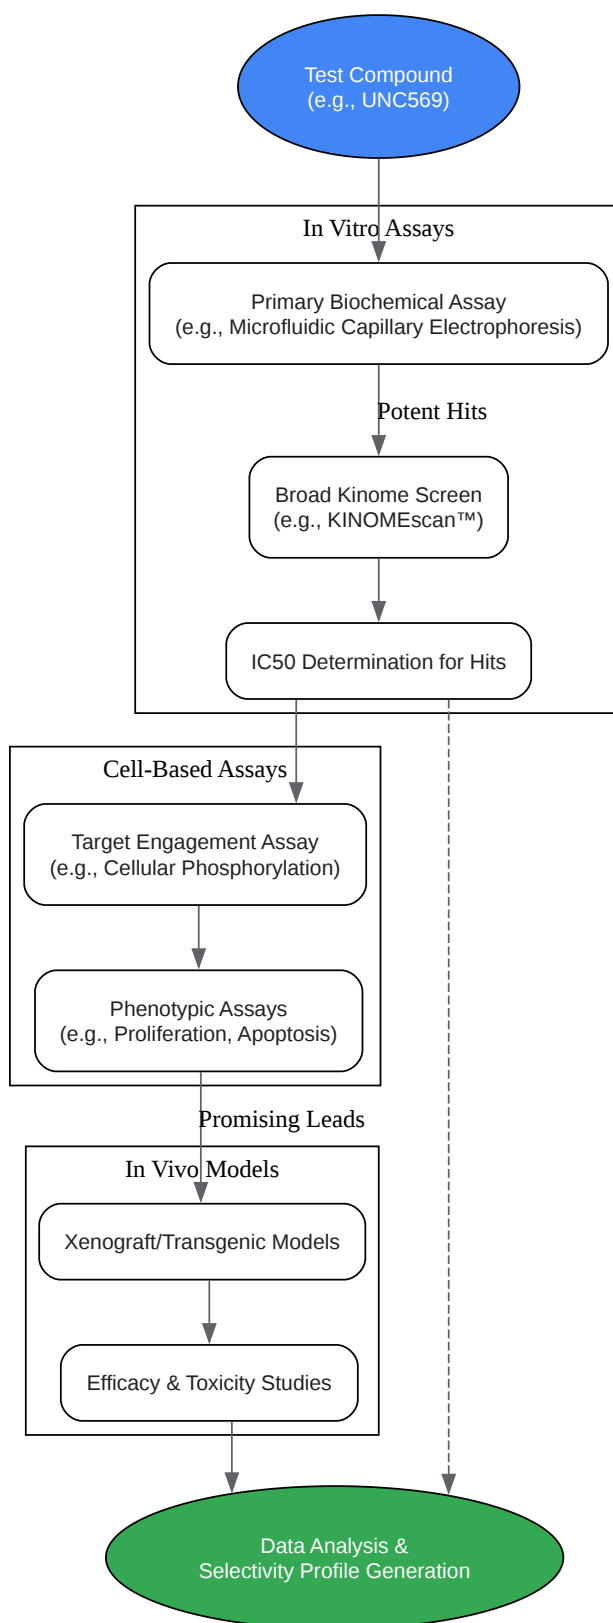 Test Compound
(e.g., UNC569)
In Vitro Assays
Primary Biochemical Assay
(e.g., Microfluidic Capillary Electrophoresis)
Potent Hits
Broad Kinome Screen
(e.g., KINOMEscan™)
IC50 Determination for Hits
Cell-Based Assays
Target Engagement Assay
(e.g., Cellular Phosphorylation)
Phenotypic Assays
(e.g., Proliferation, Apoptosis)
Promising Leads
In Vivo Models
Xenograft/Transgenic Models
Efficacy & Toxicity Studies
Data Analysis &
Selectivity Profile Generation